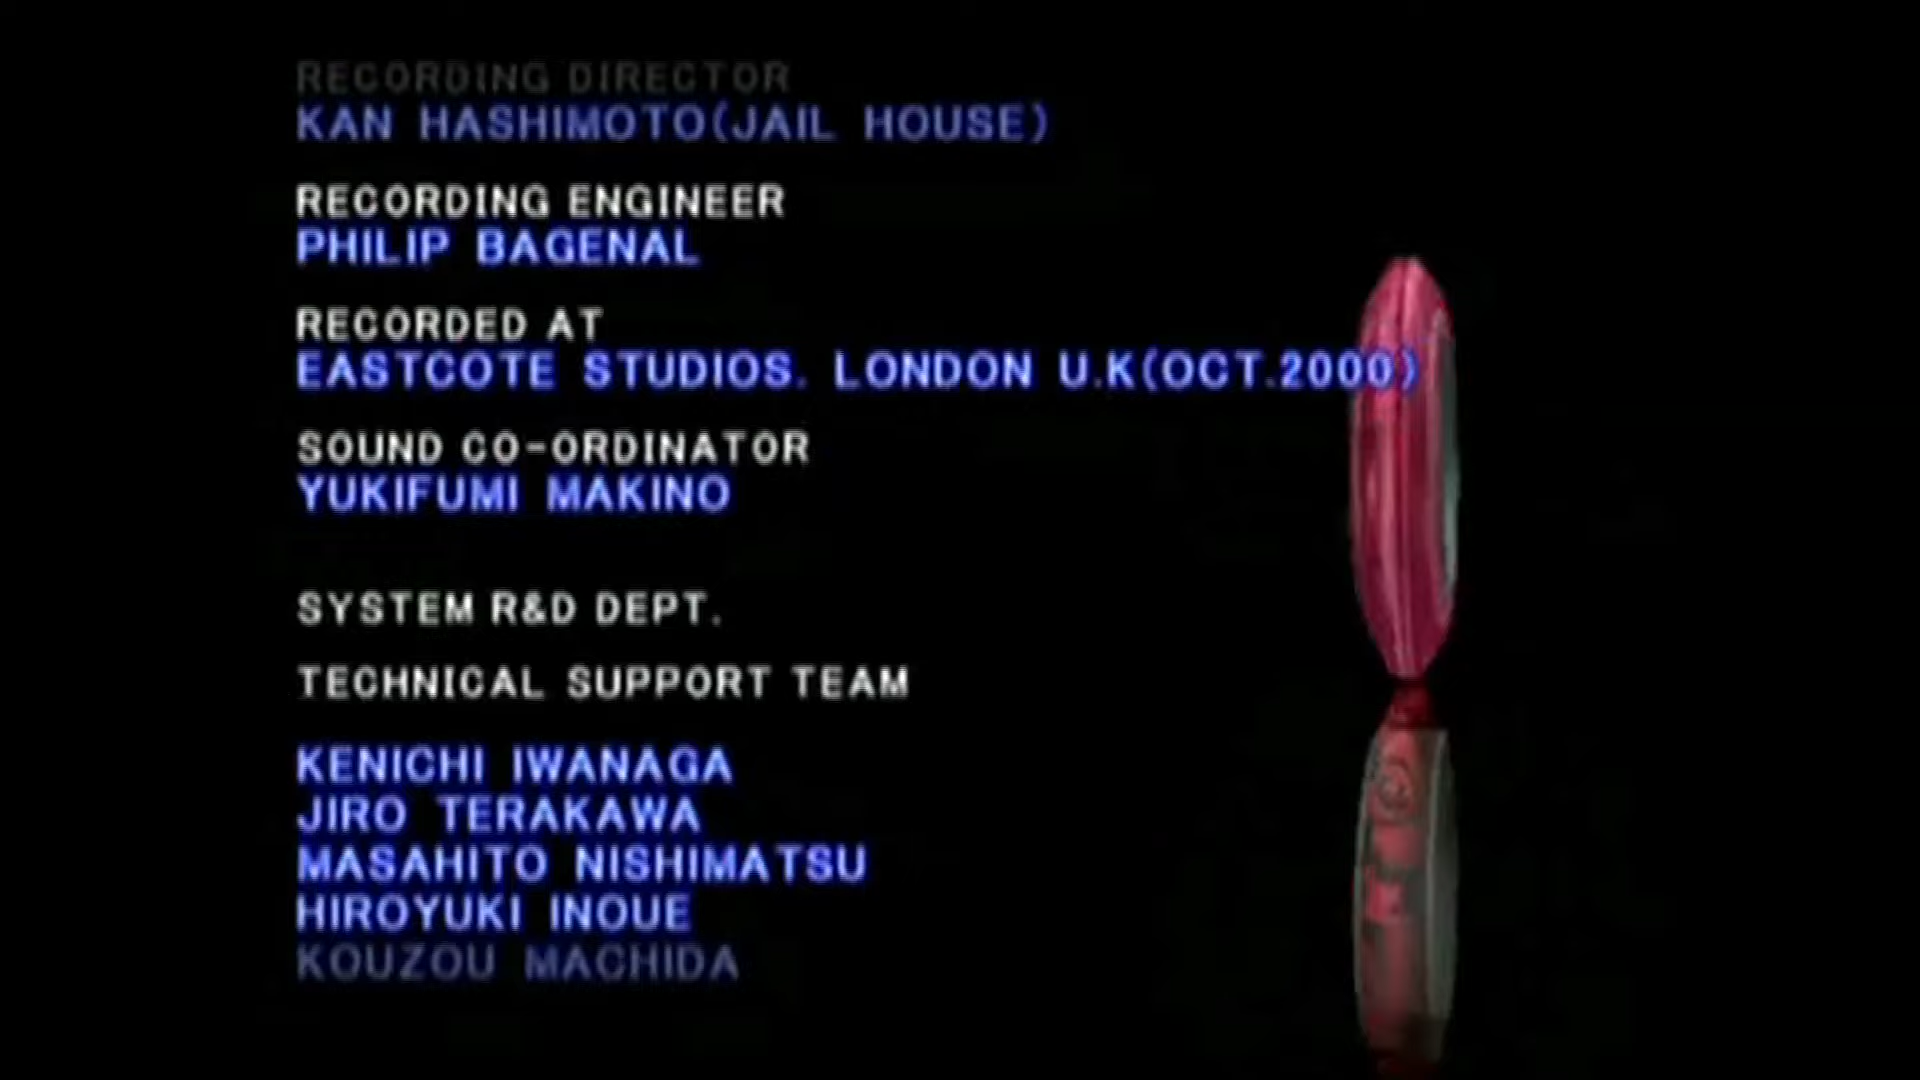 RECORDING DIRECTOR
KAN HASHIMOTO(JAIL HOUSE)
RECORDING ENGINEER
PHILIP BAGENAL
RECORDED AT
EASTCOTE STUDIOS. LONDON U.K(OCT.2000)
SOUND CO-ORDINATOR
YUKIFUMI MAKINO
SYSTEM R&D DEPT.
TECHNICAL SUPPORT TEAM
KENICHI IWANAGA
JIRO TERAKAWA
MASAHITO NISHIMATSU
HIROYUKI INOUE
KOUZOU MACHIDA